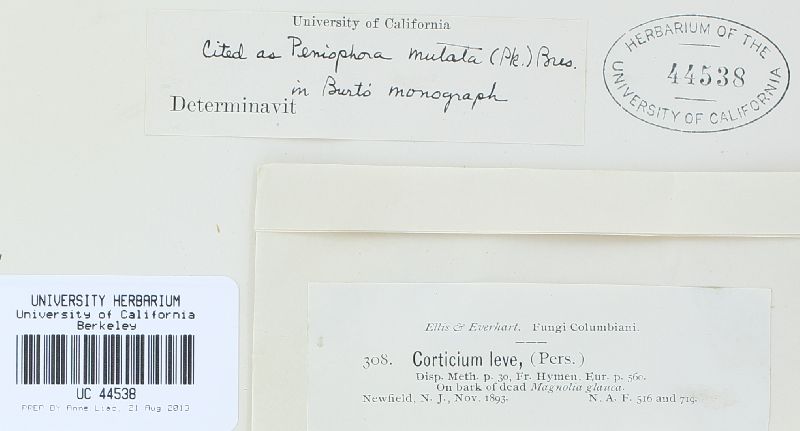 University of California
Cited as Peniophora mutata (Pk.) Bres.
in Burt's monograph
Determinavit
HERBARIUM OF THE
44538
UNIVERSITY OF CALIFORNIA
UNIVERSITY HERBARIUM
University of California
Berkeley
UC 44538
PREP BY Anne Liao, 21 Aug 2013
Ellis & Everhart. Fungi Columbiani.
308. Corticium leve, (Pers.)
Disp. Meth. p. 30, Fr. Hymen. Eur. p. 560.
On bark of dead Magnolia glauca.
Newfield, N. J., Nov. 1893. N. A. F. 516 and 719.